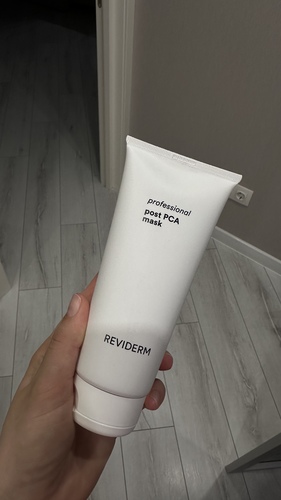 professional
post PCA
mask
REVIDERM